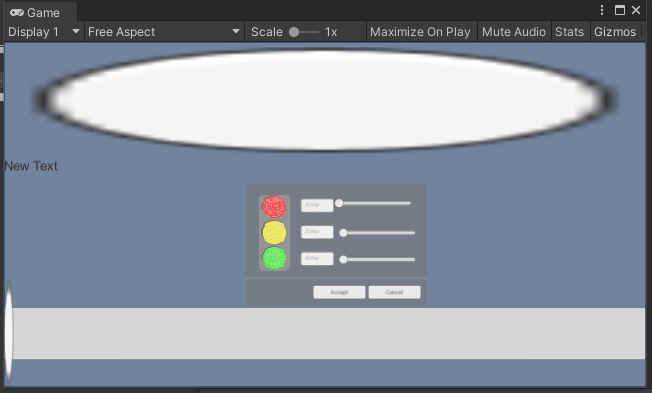 Game
Display 1 Free Aspect Scale 1x Maximize On Play Mute Audio Stats Gizmos
New Text
Enter
Enter
Enter
Accept Cancel